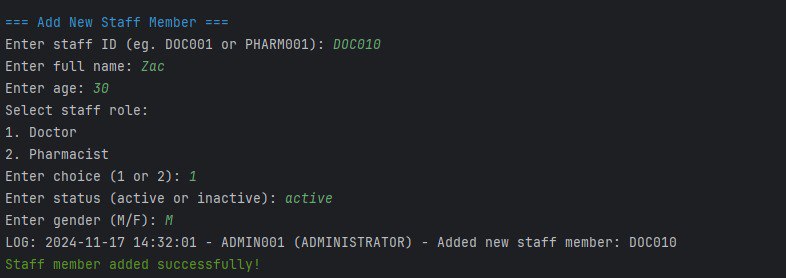 === Add New Staff Member ===
Enter staff ID (eg. DOC001 or PHARM001): DOC010
Enter full name: Zac
Enter age: 30
Select staff role:
1. Doctor
2. Pharmacist
Enter choice (1 or 2): 1
Enter status (active or inactive): active
Enter gender (M/F): M
LOG: 2024-11-17 14:32:01 - ADMIN001 (ADMINISTRATOR) - Added new staff member: DOC010
Staff member added successfully!